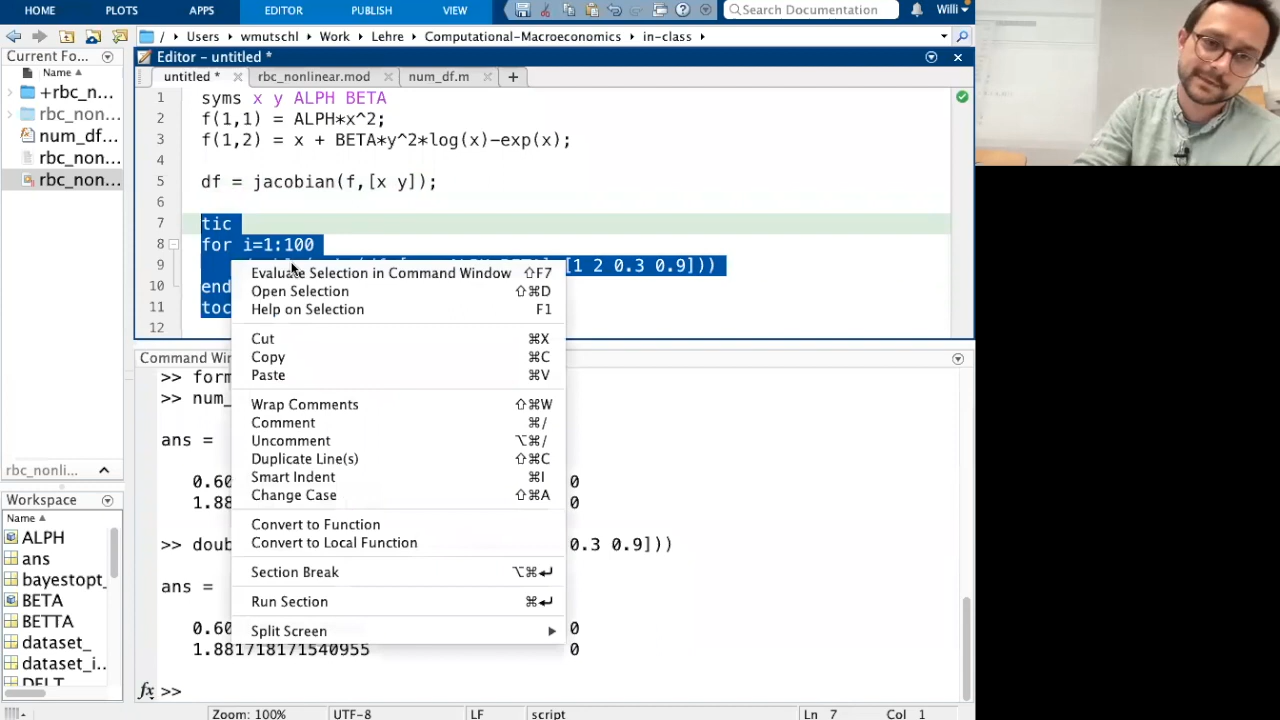 HOME PLOTS APPS EDITOR PUBLISH VIEW Search Documentation Willi
/ › Users › wmutschl › Work › Lehre › Computational-Macroeconomics › in-class ›
Current Fo...
Name
+rbc_n...
rbc_non...
num_df...
rbc_non...
rbc_non...
rbc_nonli...
Workspace
Name
ALPH
ans
bayestopt_
BETA
BETTA
dataset_
dataset_i...
DELT
Editor - untitled *
untitled * rbc_nonlinear.mod num_df.m +
1 syms x y ALPH BETA
2 f(1,1) = ALPH*x^2;
3 f(1,2) = x + BETA*y^2*log(x)-exp(x);
4
5 df = jacobian(f,[x y]);
6
7 tic
8 for i=1:100
9 [1 2 0.3 0.9]))
10 end
11 toc
12
Evaluate Selection in Command Window ⇧F7
Open Selection ⇧⌘D
Help on Selection F1
Cut ⌘X
Copy ⌘C
Paste ⌘V
Wrap Comments ⇧⌘W
Comment ⌘/
Uncomment ⌥⌘/
Duplicate Line(s) ⇧⌘C
Smart Indent ⌘I
Change Case ⇧⌘A
Convert to Function
Convert to Local Function
Section Break ⌥⌘↵
Run Section ⌘↵
Split Screen
Command Wi
>> form
>> num_
ans =
0.60 0
1.88 0
>> doub 0.3 0.9]))
ans =
0.60 0
1.881718171540955 0
fx >>
Zoom: 100% UTF-8 LF script Ln 7 Col 1